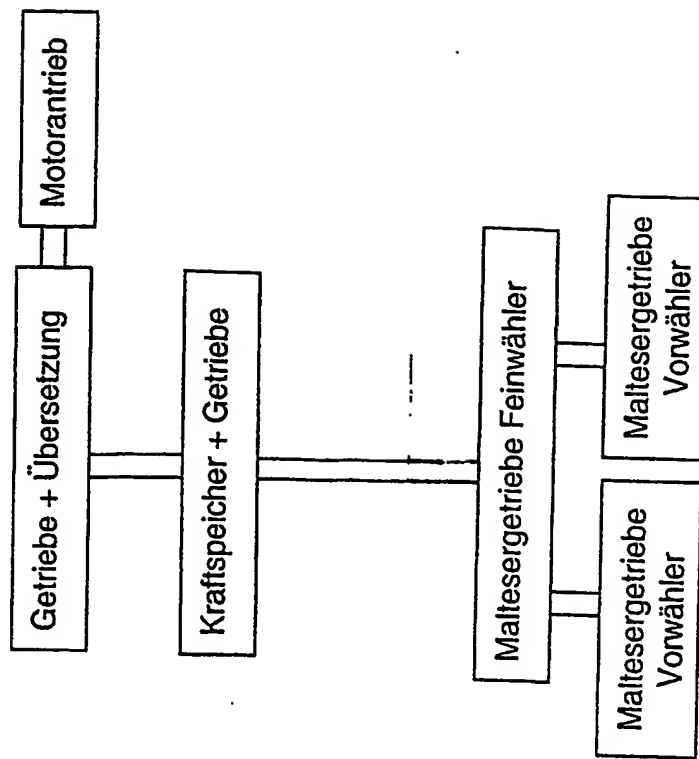 Motorantrieb
Getriebe + Übersetzung
Kraftspeicher + Getriebe
Maltesergetriebe Feinwähler
Maltesergetriebe
Vorwähler
Maltesergetriebe
Vorwähler